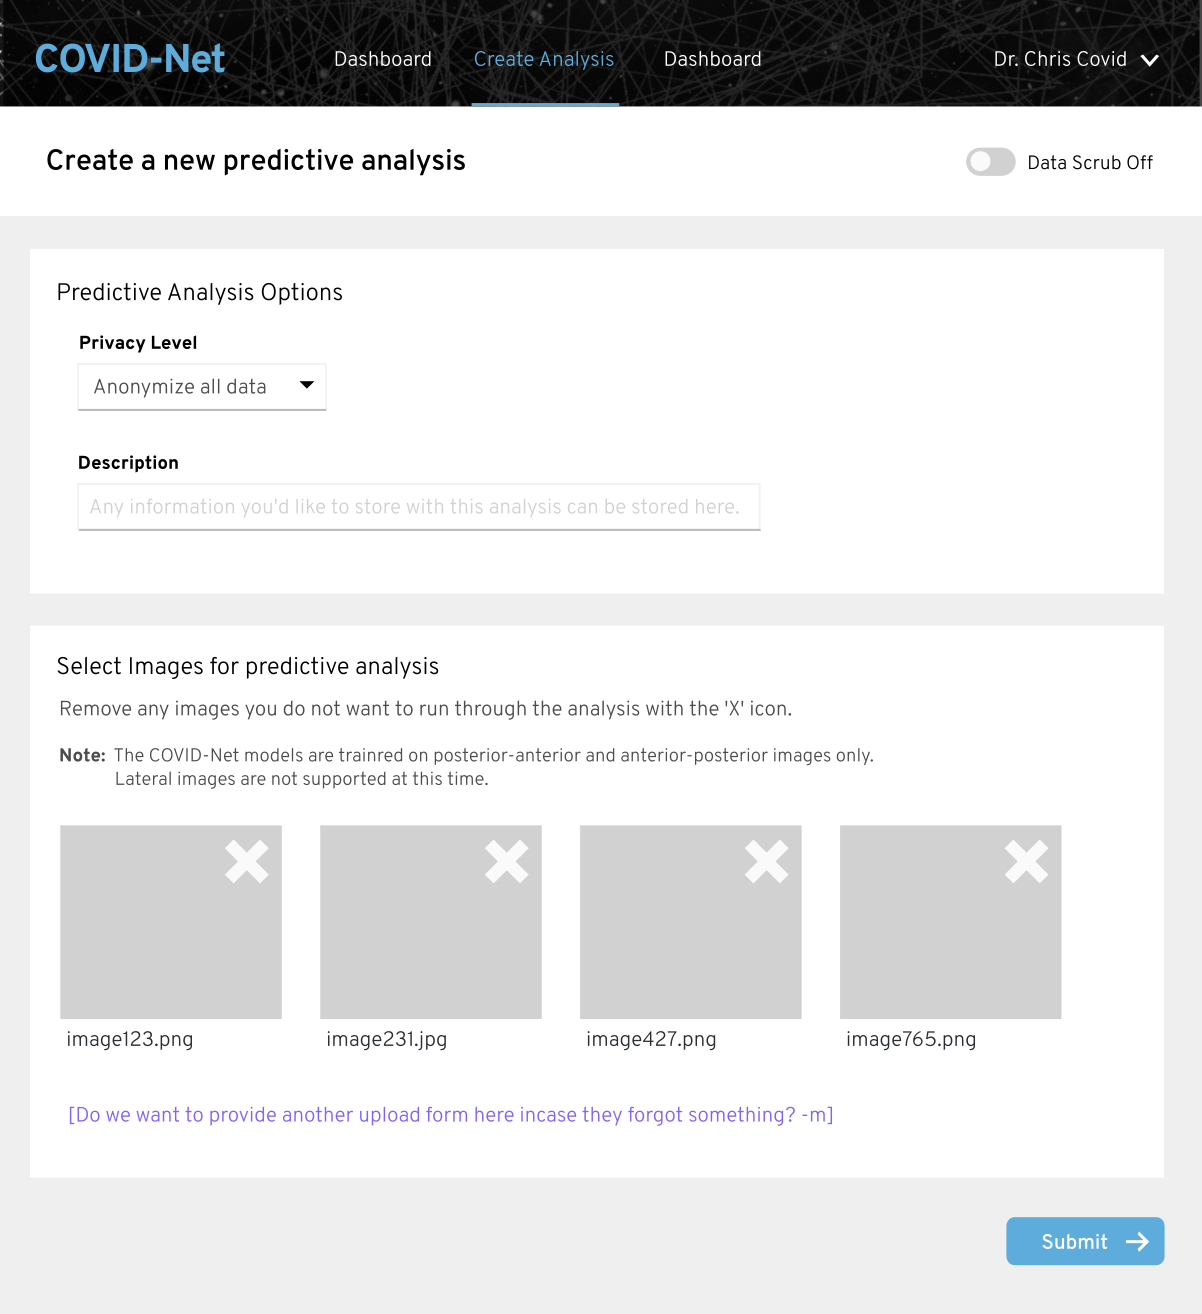 COVID-Net Dashboard Create Analysis Dashboard Dr. Chris Covid
Create a new predictive analysis Data Scrub Off
Predictive Analysis Options
Privacy Level
Anonymize all data
Description
Any information you'd like to store with this analysis can be stored here.
Select Images for predictive analysis
Remove any images you do not want to run through the analysis with the 'X' icon.
Note: The COVID-Net models are trainred on posterior-anterior and anterior-posterior images only.
Lateral images are not supported at this time.
image123.png image231.jpg image427.png image765.png
[Do we want to provide another upload form here incase they forgot something? -m]
Submit